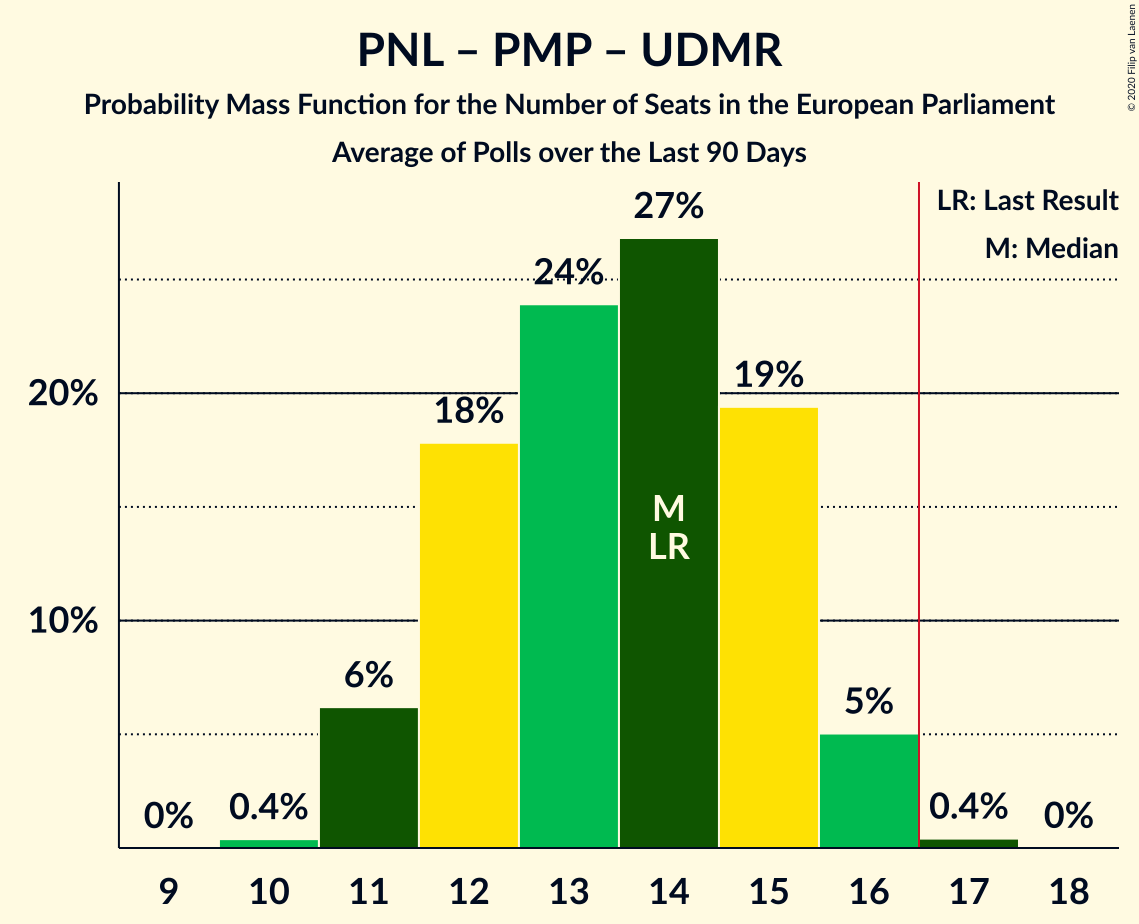 PNL – PMP – UDMR
Probability Mass Function for the Number of Seats in the European Parliament
Average of Polls over the Last 90 Days
© 2020 Filip van Laenen
LR: Last Result
M: Median
20%
10%
0%
0.4%
6%
18%
24%
27%
19%
5%
0.4%
0%
M
LR
9
10
11
12
13
14
15
16
17
18